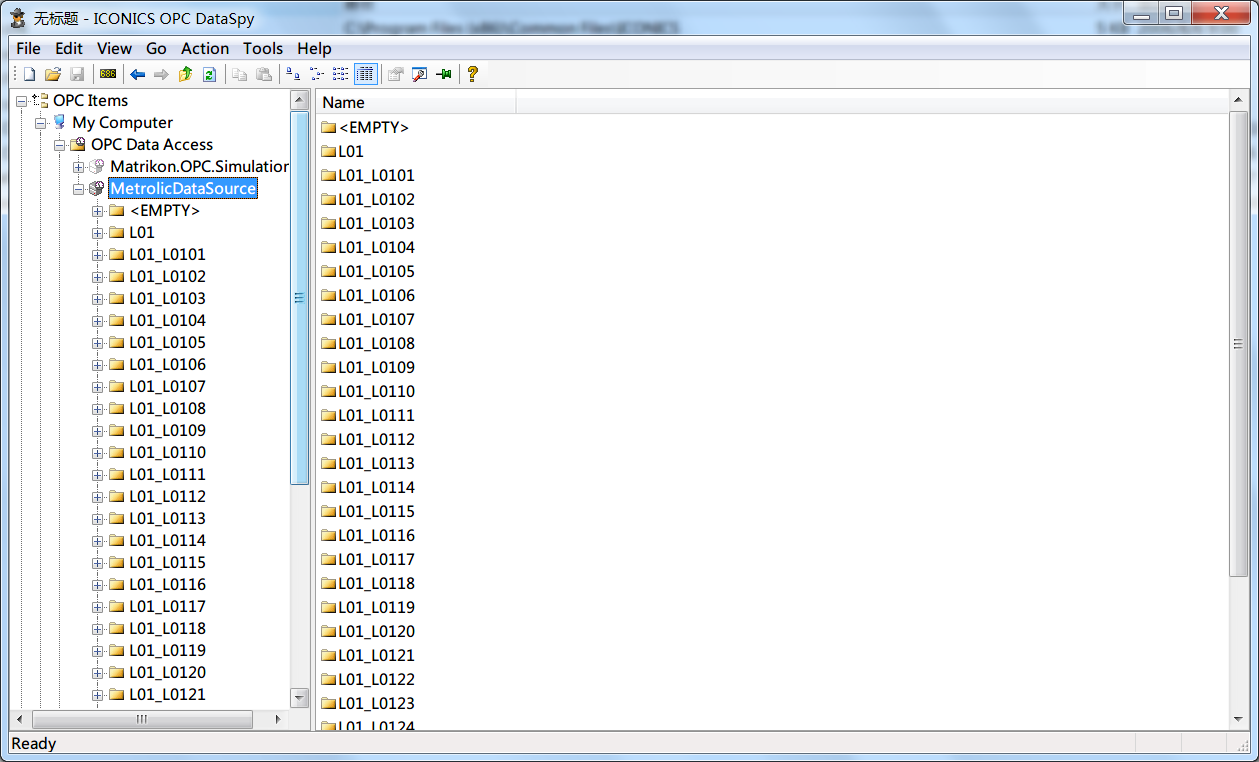 无标题 - ICONICS OPC DataSpy
File Edit View Go Action Tools Help
OPC Items
My Computer
OPC Data Access
Matrikon.OPC.Simulation
MetrolicDataSource
<EMPTY>
L01
L01_L0101
L01_L0102
L01_L0103
L01_L0104
L01_L0105
L01_L0106
L01_L0107
L01_L0108
L01_L0109
L01_L0110
L01_L0111
L01_L0112
L01_L0113
L01_L0114
L01_L0115
L01_L0116
L01_L0117
L01_L0118
L01_L0119
L01_L0120
L01_L0121
Name
<EMPTY>
L01
L01_L0101
L01_L0102
L01_L0103
L01_L0104
L01_L0105
L01_L0106
L01_L0107
L01_L0108
L01_L0109
L01_L0110
L01_L0111
L01_L0112
L01_L0113
L01_L0114
L01_L0115
L01_L0116
L01_L0117
L01_L0118
L01_L0119
L01_L0120
L01_L0121
L01_L0122
L01_L0123
L01_L0124
Ready